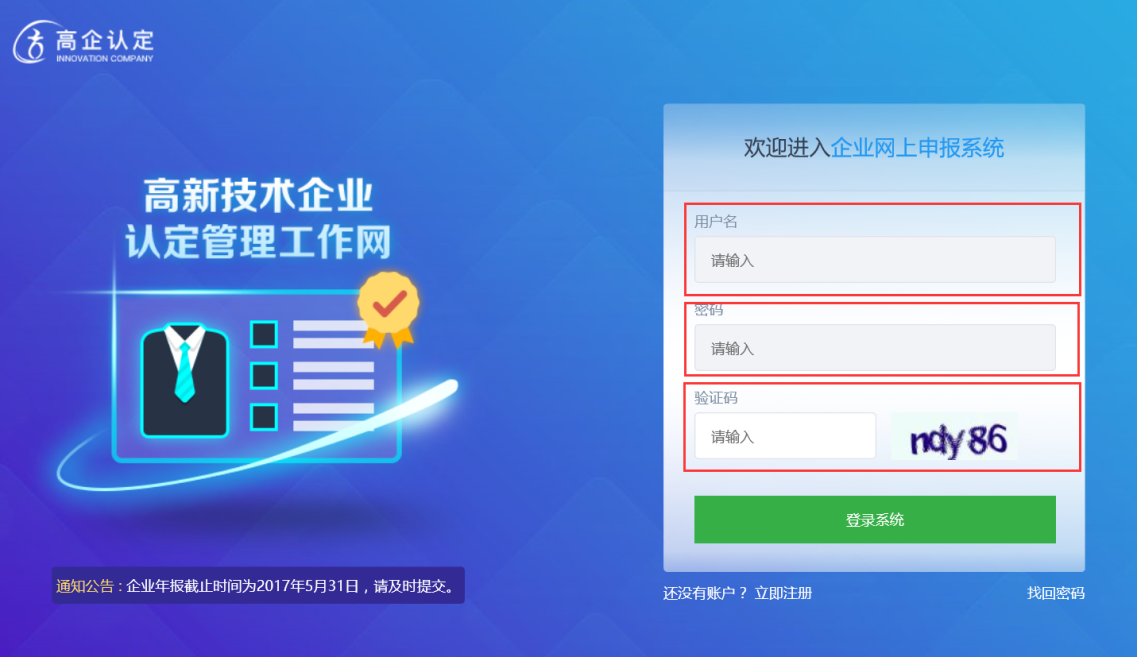 高企认定
INNOVATION COMPANY
高新技术企业
认定管理工作网
通知公告 : 企业年报截止时间为2017年5月31日，请及时提交。
欢迎进入企业网上申报系统
用户名
请输入
密码
请输入
验证码
请输入 ndy86
登录系统
还没有账户？ 立即注册 找回密码